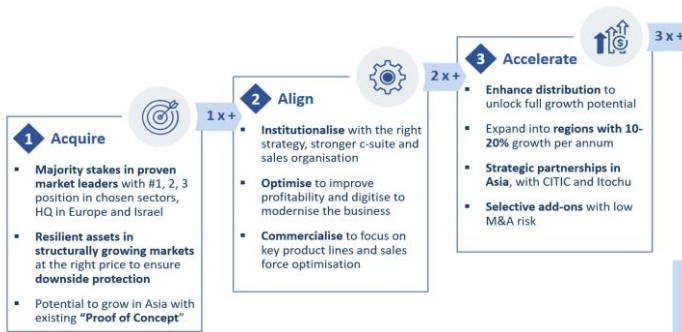 1 Acquire
▪ Majority stakes in proven
market leaders with #1, 2, 3
position in chosen sectors,
HQ in Europe and Israel
▪ Resilient assets in
structurally growing markets
at the right price to ensure
downside protection
▪ Potential to grow in Asia with
existing “Proof of Concept”
1 x +
2 Align
▪ Institutionalise with the right
strategy, stronger c-suite and
sales organisation
▪ Optimise to improve
profitability and digitise to
modernise the business
▪ Commercialise to focus on
key product lines and sales
force optimisation
2 x +
3 Accelerate
▪ Enhance distribution to
unlock full growth potential
▪ Expand into regions with 10-
20% growth per annum
▪ Strategic partnerships in
Asia, with CITIC and Itochu
▪ Selective add-ons with low
M&A risk
3 x +